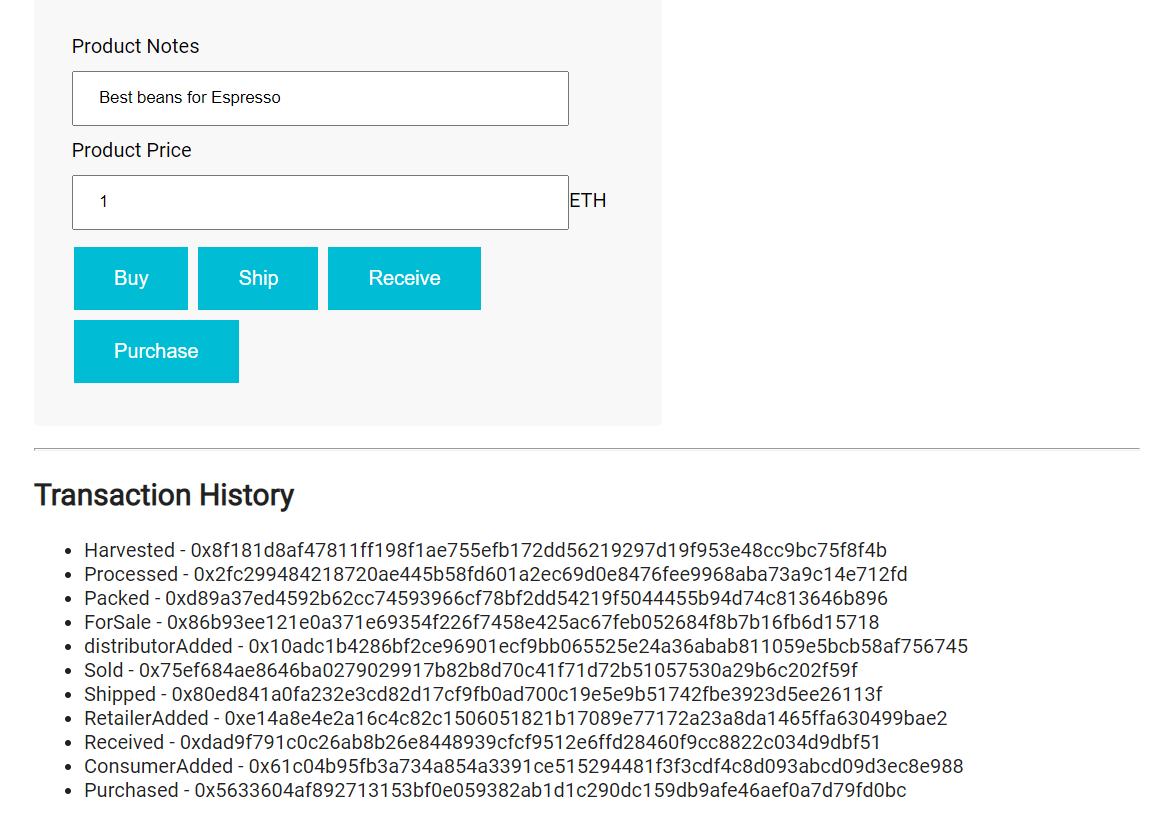 Product Notes
Best beans for Espresso
Product Price
1 ETH
Buy Ship Receive
Purchase
Transaction History
Harvested - 0x8f181d8af47811ff198f1ae755efb172dd56219297d19f953e48cc9bc75f8f4b
Processed - 0x2fc299484218720ae445b58fd601a2ec69d0e8476fee9968aba73a9c14e712fd
Packed - 0xd89a37ed4592b62cc74593966cf78bf2dd54219f5044455b94d74c813646b896
ForSale - 0x86b93ee121e0a371e69354f226f7458e425ac67feb052684f8b7b16fb6d15718
distributorAdded - 0x10adc1b4286bf2ce96901ecf9bb065525e24a36abab811059e5bcb58af756745
Sold - 0x75ef684ae8646ba0279029917b82b8d70c41f71d72b51057530a29b6c202f59f
Shipped - 0x80ed841a0fa232e3cd82d17cf9fb0ad700c19e5e9b51742fbe3923d5ee26113f
RetailerAdded - 0xe14a8e4e2a16c4c82c1506051821b17089e77172a23a8da1465ffa630499bae2
Received - 0xdad9f791c0c26ab8b26e8448939cfcf9512e6ffd28460f9cc8822c034d9dbf51
ConsumerAdded - 0x61c04b95fb3a734a854a3391ce515294481f3f3cdf4c8d093abcd09d3ec8e988
Purchased - 0x5633604af892713153bf0e059382ab1d1c290dc159db9afe46aef0a7d79fd0bc